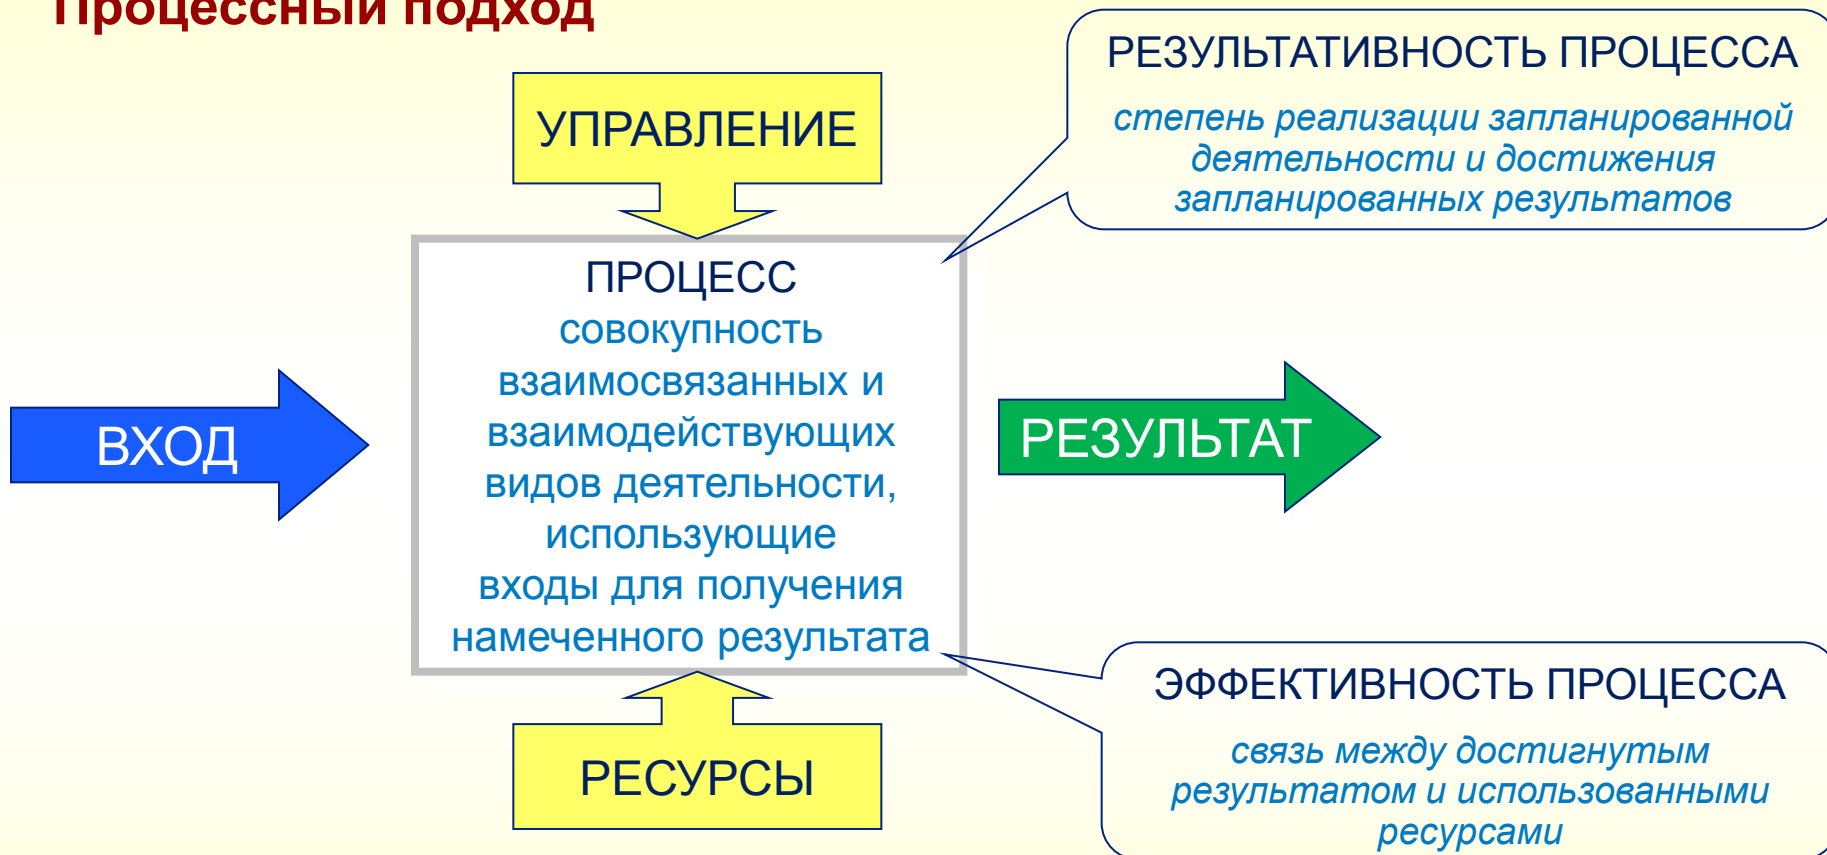 Процессный подход
РЕЗУЛЬТАТИВНОСТЬ ПРОЦЕССА
степень реализации запланированной
деятельности и достижения
запланированных результатов
УПРАВЛЕНИЕ
ПРОЦЕСС
совокупность
взаимосвязанных и
взаимодействующих
видов деятельности,
использующие
входы для получения
намеченного результата
ВХОД
РЕЗУЛЬТАТ
РЕСУРСЫ
ЭФФЕКТИВНОСТЬ ПРОЦЕССА
связь между достигнутым
результатом и использованными
ресурсами